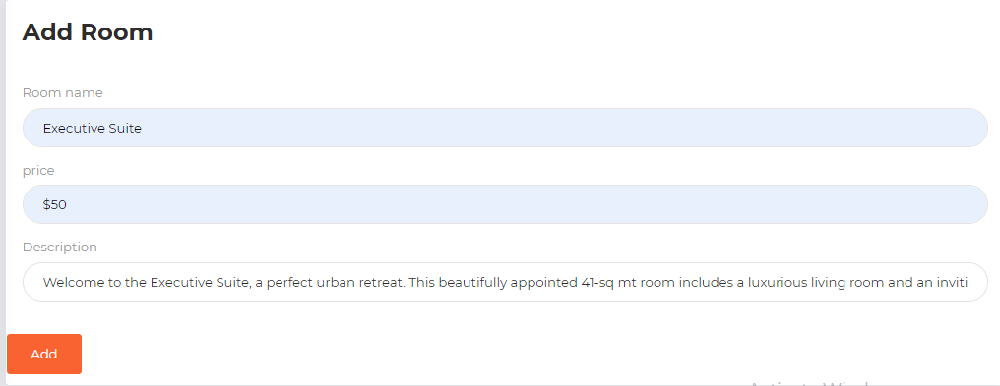 Add Room
Room name
Executive Suite
price
$50
Description
Welcome to the Executive Suite, a perfect urban retreat. This beautifully appointed 41-sq mt room includes a luxurious living room and an inviti
Add